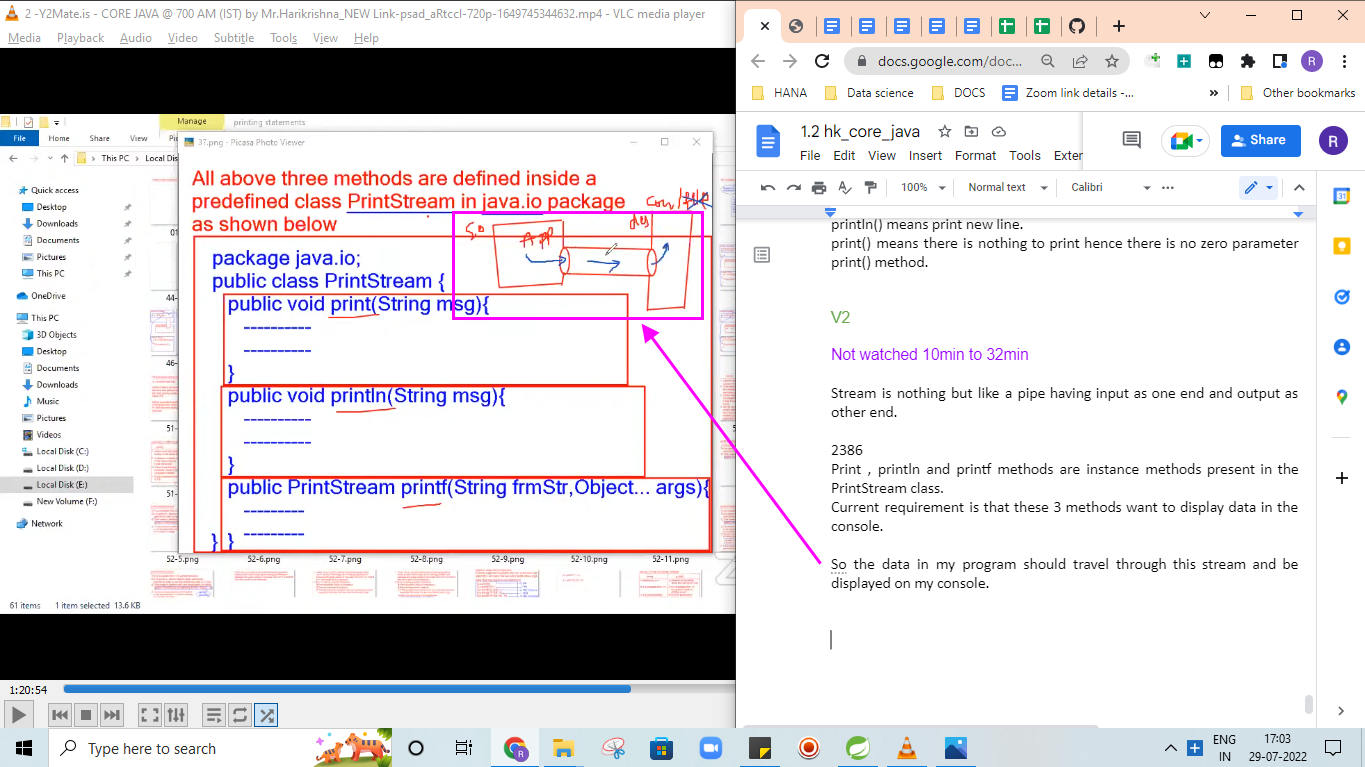 2 -Y2Mate.is - CORE JAVA @ 700 AM (IST) by Mr.Harikrishna_NEW Link-psad_aRtccl-720p-1649745344632.mp4 - VLC media player
Media Playback Audio Video Subtitle Tools View Help
Manage
printing statements
File Home Share View
This PC Local Dis
Quick access
Desktop
Downloads
Documents
Pictures
This PC
OneDrive
This PC
3D Objects
Desktop
Documents
Downloads
Music
Pictures
Videos
Local Disk (C:)
Local Disk (D:)
Local Disk (E:)
New Volume (F:)
Network
61 items 1 item selected 13.6 KB
37.png - Picasa Photo Viewer
All above three methods are defined inside a
predefined class PrintStream in java.io package
as shown below
APP
des
package java.io;
public class PrintStream {
public void print(String msg){
----------
----------
}
public void println(String msg){
----------
----------
}
public PrintStream printf(String frmStr,Object... args){
---------
---------
} }
44-
46-
51-
52-5.png 52-6.png 52-7.png 52-8.png 52-9.png 52-10.png 52-11.png
1:20:54
docs.google.com/doc...
R
HANA Data science DOCS Zoom link details -... » Other bookmarks
1.2 hk_core_java
File Edit View Insert Format Tools Exter
Share
R
100% Normal text Calibri
println() means print new line.
print() means there is nothing to print hence there is no zero parameter
print() method.
V2
Not watched 10min to 32min
Stream is nothing but like a pipe having input as one end and output as
other end.
2386
Print , println and printf methods are instance methods present in the
PrintStream class.
Current requirement is that these 3 methods want to display data in the
console.
So the data in my program should travel through this stream and be
displayed on my console.
Type here to search
ENG
IN
17:03
29-07-2022